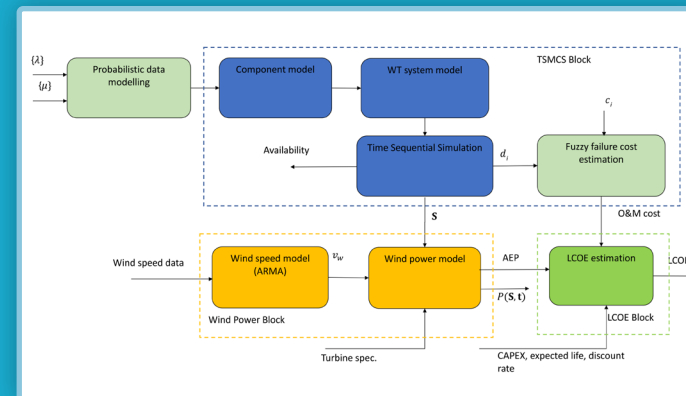 {λ}
{μ}
Probabilistic data
modelling
Component model
WT system model
TSMCS Block
Availability
Time Sequential Simulation
d_i
c_i
Fuzzy failure cost
estimation
S
O&M cost
Wind speed data
Wind speed model
(ARMA)
v_w
Wind power model
AEP
P(S, t)
LCOE estimation
LCOE
Wind Power Block
LCOE Block
Turbine spec.
CAPEX, expected life, discount
rate